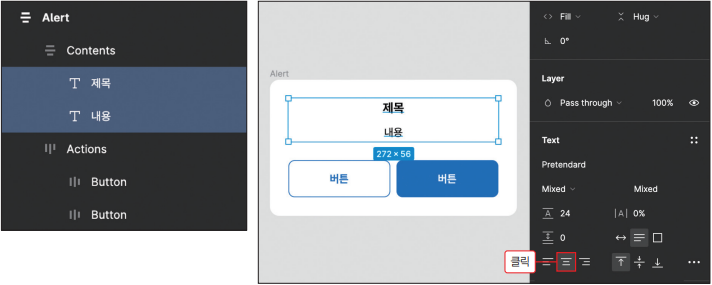 Alert
Contents
제목
내용
Actions
Button
Button
Alert
제목
내용
272 × 56
버튼
버튼
Fill
Hug
0°
Layer
Pass through
100%
Text
Pretendard
Mixed
Mixed
A 24
|A| 0%
0
클릭